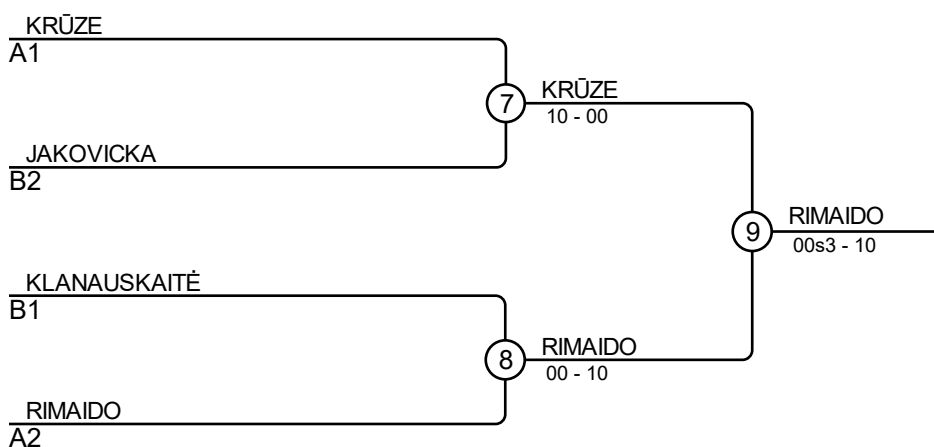 KRŪZE
A1
7
KRŪZE
10 - 00
JAKOVICKA
B2
9
RIMAIDO
00s3 - 10
KLANAUSKAITĖ
B1
8
RIMAIDO
00 - 10
RIMAIDO
A2